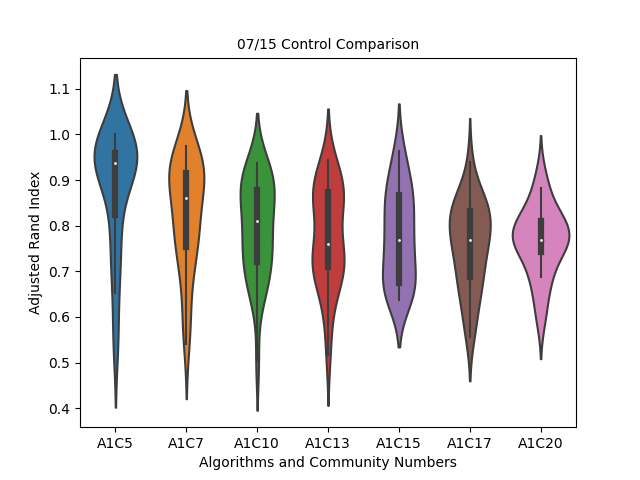 07/15 Control Comparison
1.1
1.0
0.9
0.8
0.7
0.6
0.5
0.4
Adjusted Rand Index
A1C5 A1C7 A1C10 A1C13 A1C15 A1C17 A1C20
Algorithms and Community Numbers